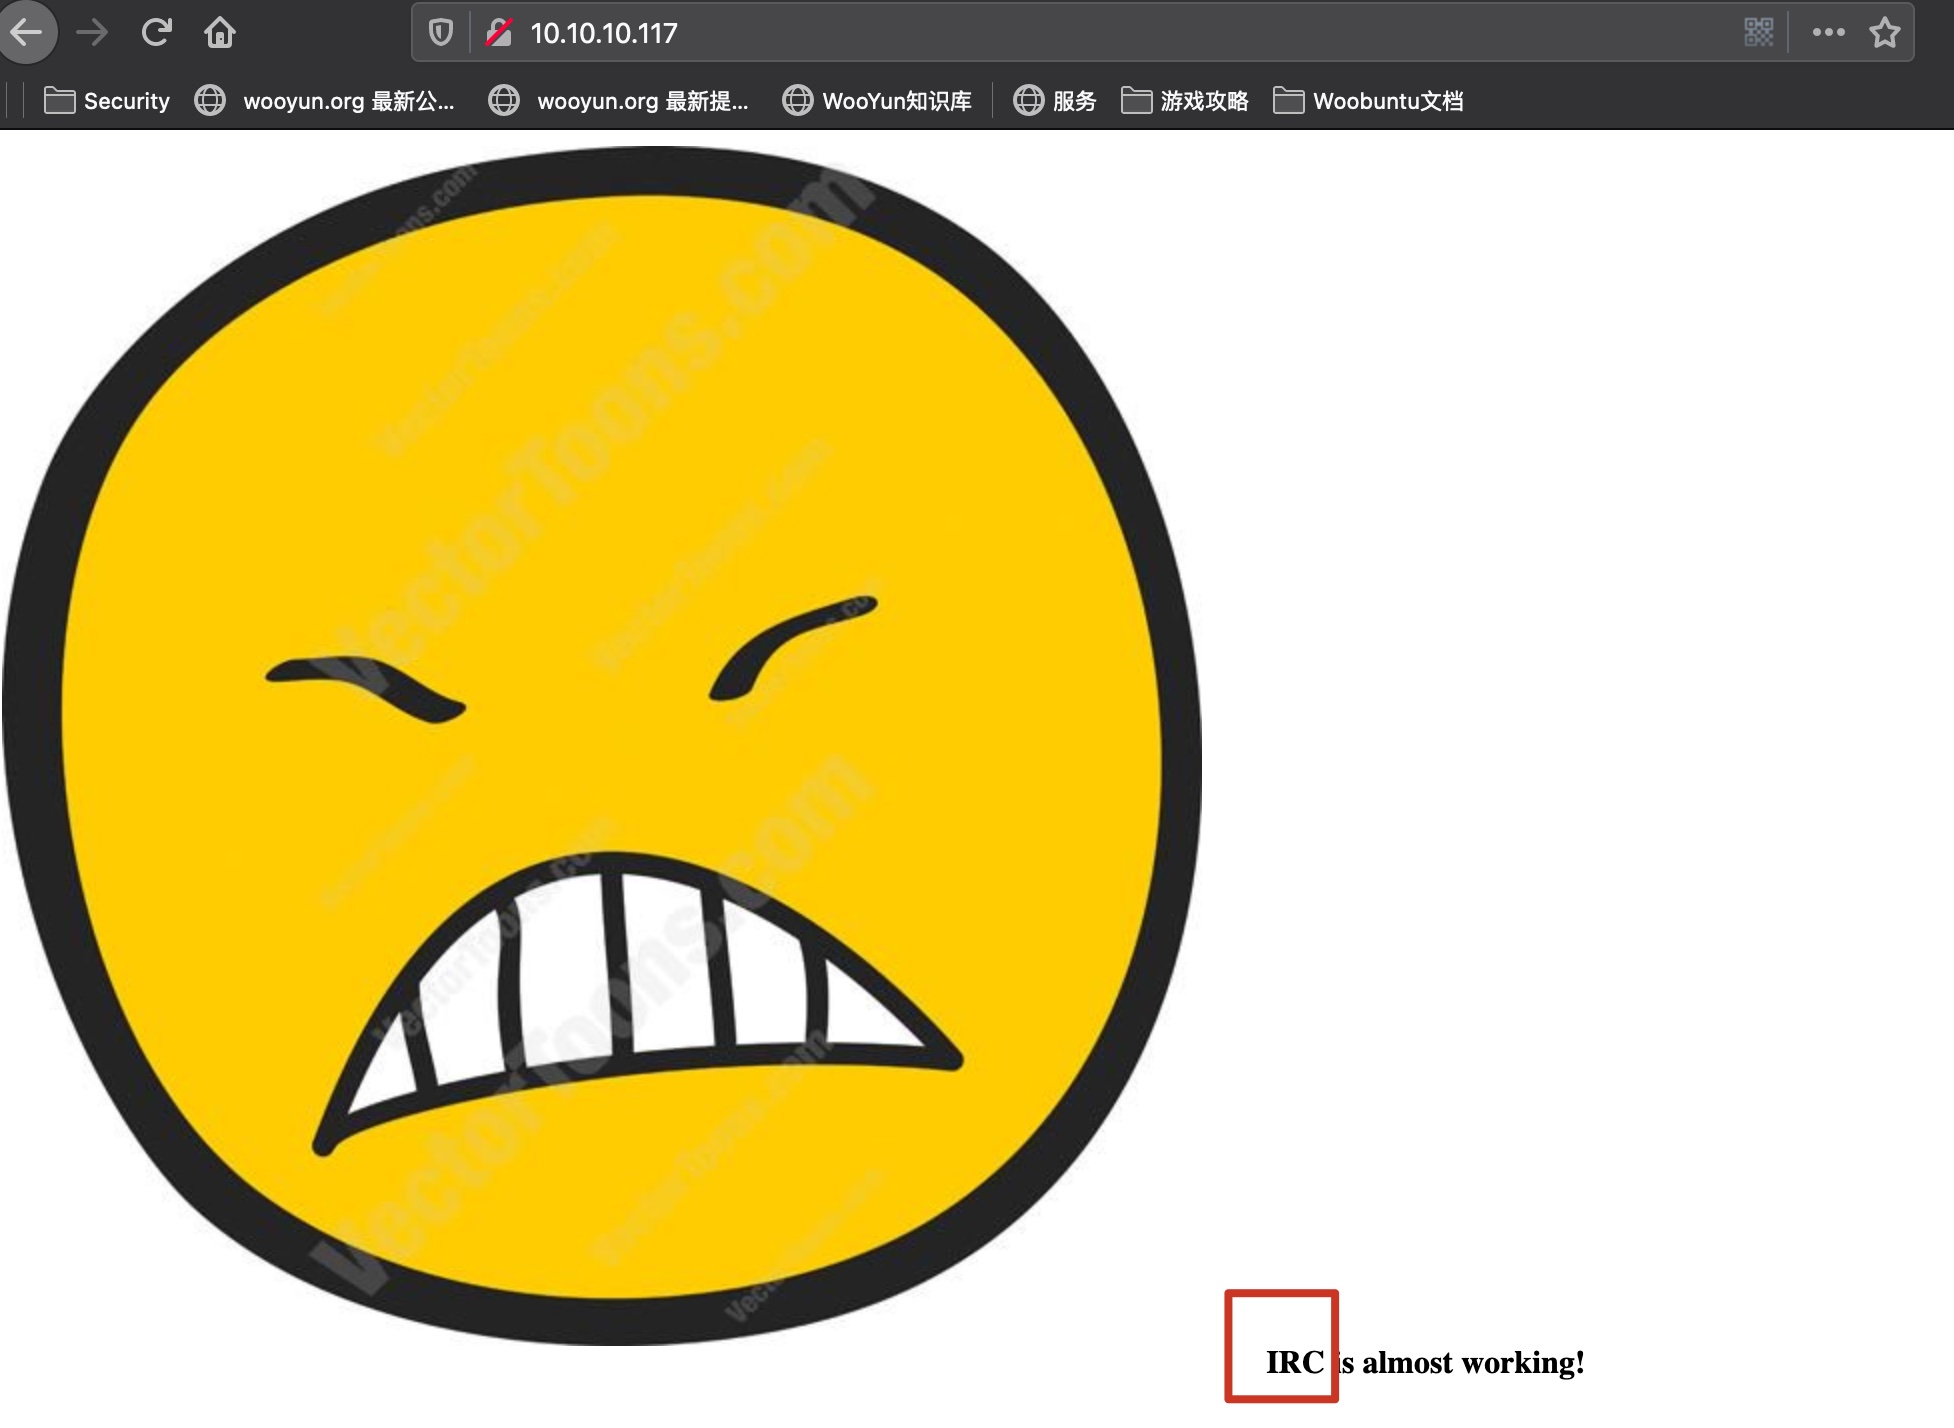 10.10.10.117
Security wooyun.org 最新公... wooyun.org 最新提... WooYun知识库 服务 游戏攻略 Woobuntu文档
VectorToons.com
VectorToons.com
IRC is almost working!